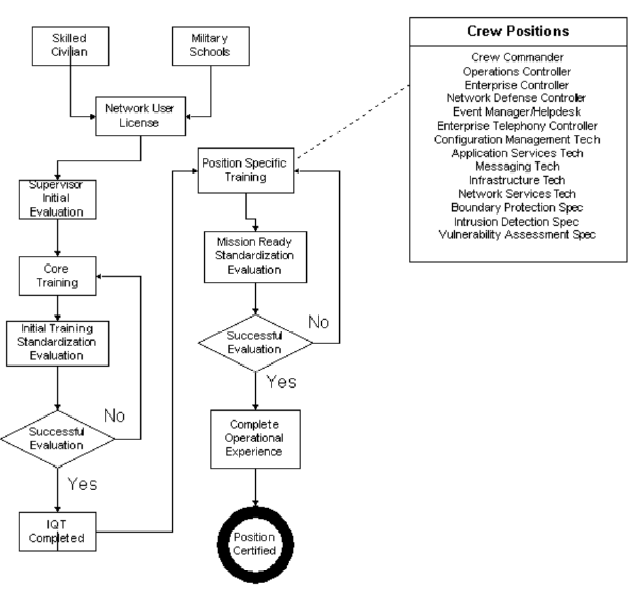 Skilled
Civilian
Military
Schools
Network User
License
Supervisor
Initial
Evaluation
Core
Training
Initial Training
Standardization
Evaluation
Successful
Evaluation
No
Yes
IQT
Completed
Position Specific
Training
Mission Ready
Standardization
Evaluation
Successful
Evaluation
No
Yes
Complete
Operational
Experience
Position
Certified
Crew Positions
Crew Commander
Operations Controller
Enterprise Controller
Network Defense Controler
Event Manager/Helpdesk
Enterprise Telephony Controller
Configuration Management Tech
Application Services Tech
Messaging Tech
Infrastructure Tech
Network Services Tech
Boundary Protection Spec
Intrusion Detection Spec
Vulnerability Assessment Spec